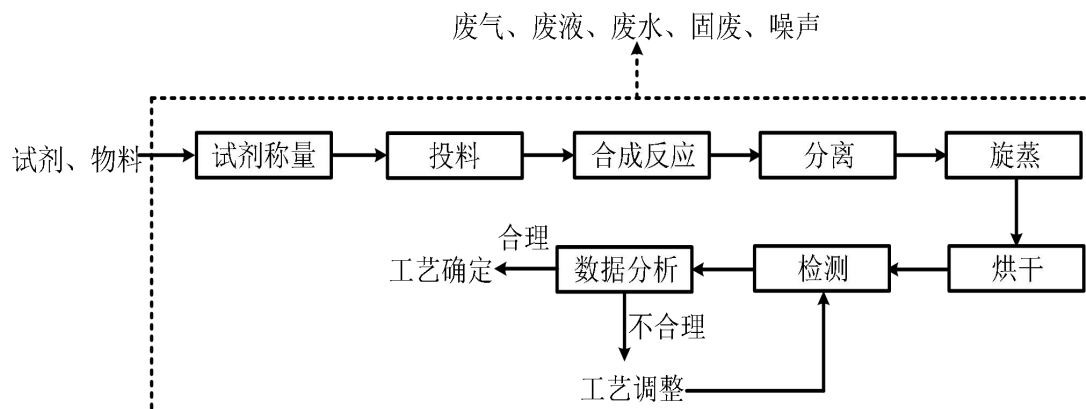 废气、废液、废水、固废、噪声
试剂、物料
试剂称量
投料
合成反应
分离
旋蒸
烘干
检测
数据分析
合理
工艺确定
不合理
工艺调整